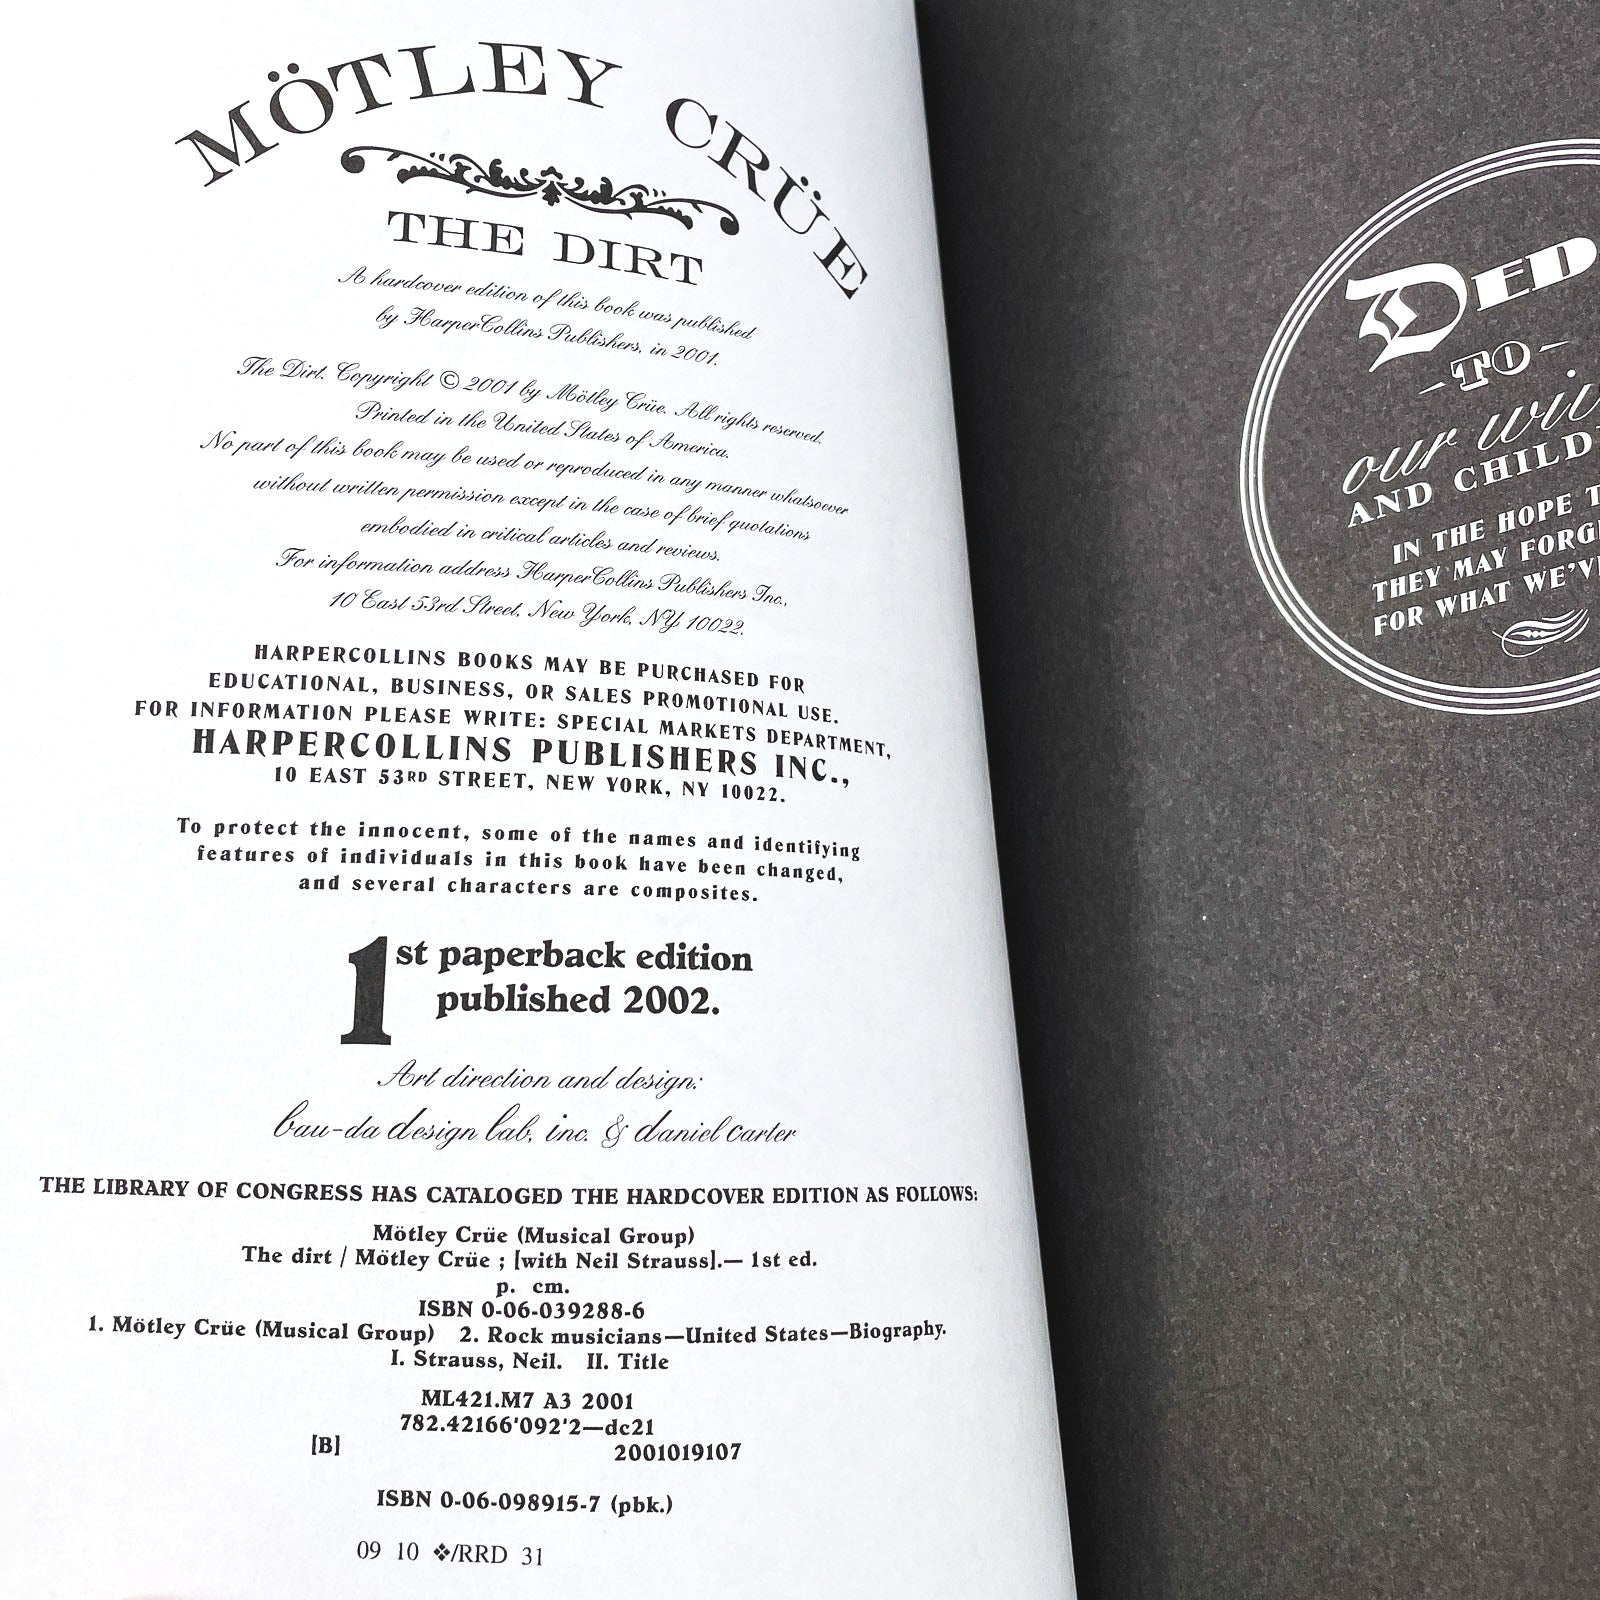 MÖTLEY CRÜE
THE DIRT
A hardcover edition of this book was published
by HarperCollins Publishers, in 2001.
The Dirt. Copyright © 2001 by Mötley Crüe. All rights reserved.
Printed in the United States of America.
No part of this book may be used or reproduced in any manner whatsoever
without written permission except in the case of brief quotations
embodied in critical articles and reviews.
For information address HarperCollins Publishers Inc.,
10 East 53rd Street, New York, NY 10022.
HARPERCOLLINS BOOKS MAY BE PURCHASED FOR
EDUCATIONAL, BUSINESS, OR SALES PROMOTIONAL USE.
FOR INFORMATION PLEASE WRITE: SPECIAL MARKETS DEPARTMENT,
HARPERCOLLINS PUBLISHERS INC.,
10 EAST 53RD STREET, NEW YORK, NY 10022.
To protect the innocent, some of the names and identifying
features of individuals in this book have been changed,
and several characters are composites.
1st paperback edition
published 2002.
Art direction and design:
bau-da design lab, inc. & daniel carter
THE LIBRARY OF CONGRESS HAS CATALOGED THE HARDCOVER EDITION AS FOLLOWS:
Mötley Crüe (Musical Group)
The dirt / Mötley Crüe ; [with Neil Strauss].— 1st ed.
p. cm.
ISBN 0-06-039288-6
1. Mötley Crüe (Musical Group) 2. Rock musicians—United States—Biography.
I. Strauss, Neil. II. Title
ML421.M7 A3 2001
782.42166'092'2—dc21
[B] 2001019107
ISBN 0-06-098915-7 (pbk.)
09 10 ❖/RRD 31
DED
-TO-
our wi
AND CHILD
IN THE HOPE T
THEY MAY FORG
FOR WHAT WE'V